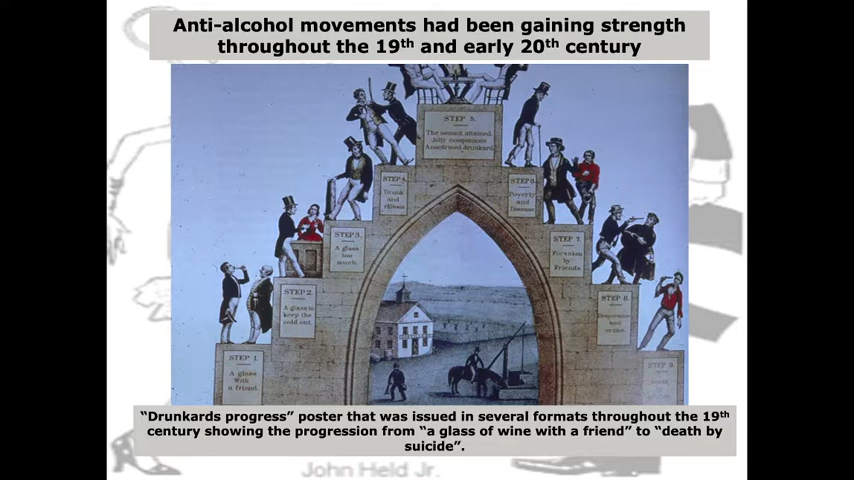 Anti-alcohol movements had been gaining strength
throughout the 19th and early 20th century
STEP 5.
The summit attained.
Jolly companions
A confirmed drunkard.
STEP 4.
Drunk
and
riotous
STEP 6.
Poverty
and
Disease
STEP 3.
A glass
too
much.
STEP 7.
Forsaken
by
Friends
STEP 2.
A glass to
keep the
cold out.
STEP 8.
Desperation
and
crime.
STEP 1.
A glass
With
a friend.
STEP 9.
"Drunkards progress" poster that was issued in several formats throughout the 19th
century showing the progression from "a glass of wine with a friend" to "death by
suicide".
John Held Jr.